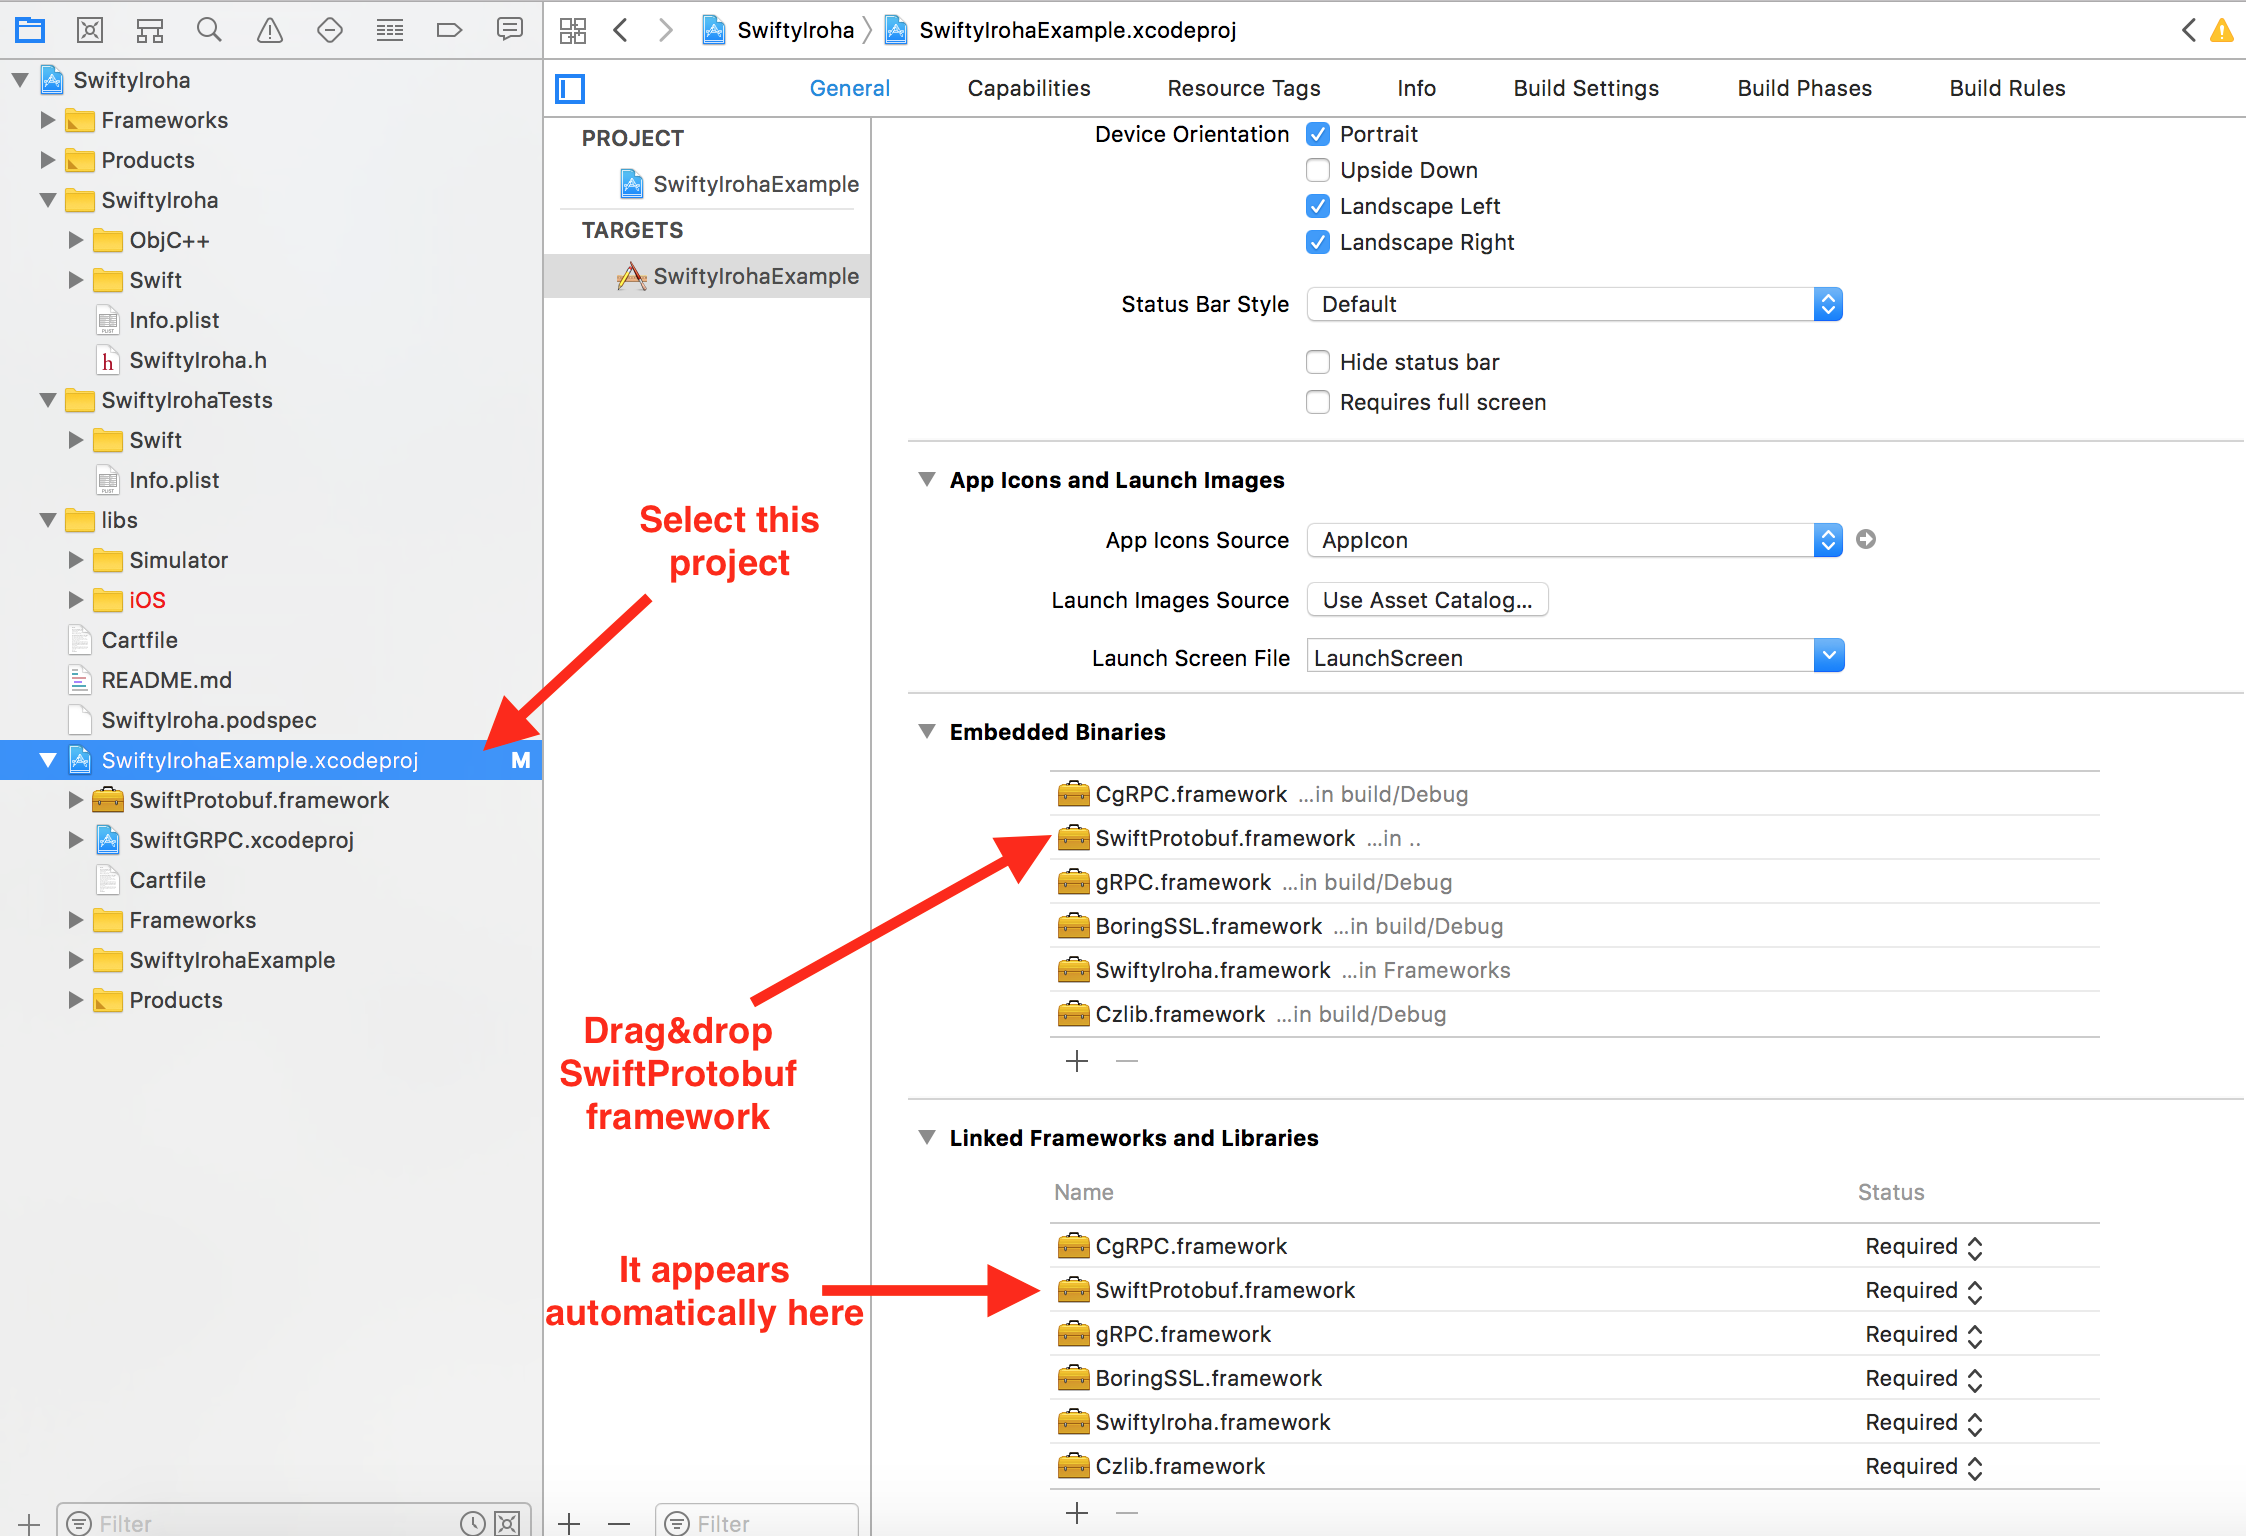 SwiftyIroha
SwiftyIrohaExample.xcodeproj
SwiftyIroha
Frameworks
Products
SwiftyIroha
ObjC++
Swift
Info.plist
h SwiftyIroha.h
SwiftyIrohaTests
Swift
Info.plist
libs
Simulator
iOS
Cartfile
README.md
SwiftyIroha.podspec
SwiftyIrohaExample.xcodeproj M
SwiftProtobuf.framework
SwiftGRPC.xcodeproj
Cartfile
Frameworks
SwiftyIrohaExample
Products
Filter
General Capabilities Resource Tags Info Build Settings Build Phases Build Rules
PROJECT
SwiftyIrohaExample
TARGETS
SwiftyIrohaExample
Select this
project
Drag&drop
SwiftProtobuf
framework
It appears
automatically here
Filter
Device Orientation Portrait
Upside Down
Landscape Left
Landscape Right
Status Bar Style Default
Hide status bar
Requires full screen
App Icons and Launch Images
App Icons Source AppIcon
Launch Images Source Use Asset Catalog...
Launch Screen File LaunchScreen
Embedded Binaries
CgRPC.framework ...in build/Debug
SwiftProtobuf.framework ...in ..
gRPC.framework ...in build/Debug
BoringSSL.framework ...in build/Debug
SwiftyIroha.framework ...in Frameworks
Czlib.framework ...in build/Debug
Linked Frameworks and Libraries
Name Status
CgRPC.framework Required
SwiftProtobuf.framework Required
gRPC.framework Required
BoringSSL.framework Required
SwiftyIroha.framework Required
Czlib.framework Required